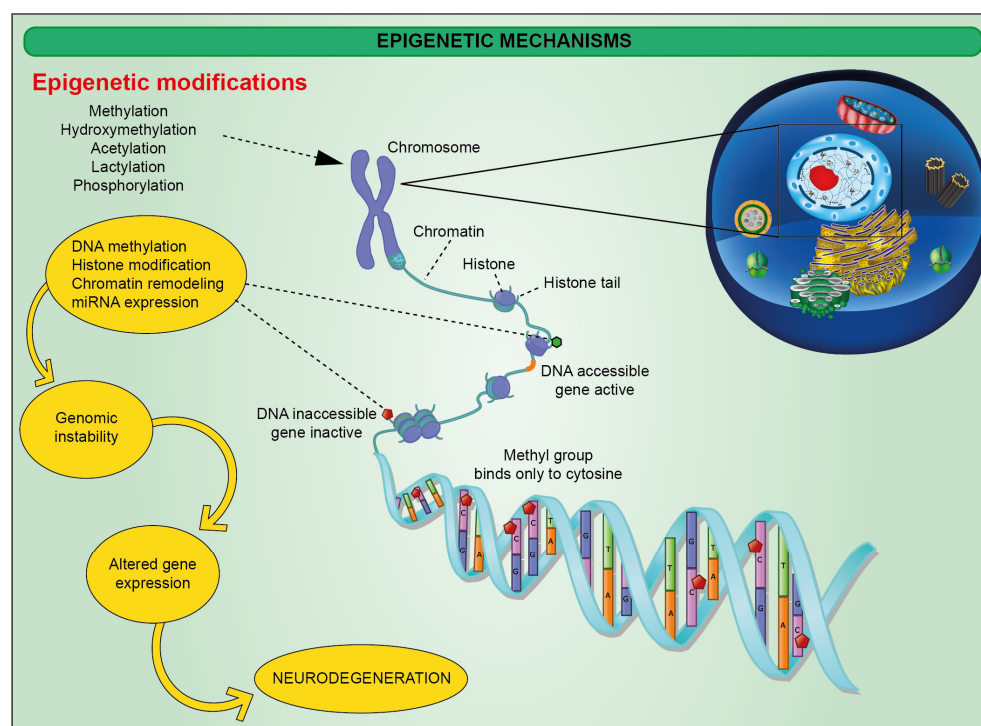 EPIGENETIC MECHANISMS
Epigenetic modifications
Methylation
Hydroxymethylation
Acetylation
Lactylation
Phosphorylation
Chromosome
Chromatin
Histone
Histone tail
DNA methylation
Histone modification
Chromatin remodeling
miRNA expression
DNA accessible
gene active
DNA inaccessible
gene inactive
Genomic
instability
Methyl group
binds only to cytosine
Altered gene
expression
NEURODEGENERATION
C
G
A
C
G
C
G
T
A
G
T
A
G
T
A
G
C
T
A
C
G
T
A
G
C